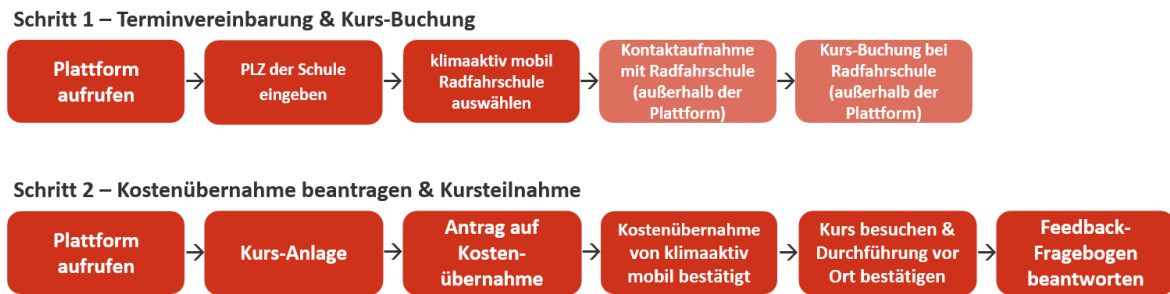 Schritt 1 – Terminvereinbarung & Kurs-Buchung
Plattform
aufrufen
PLZ der Schule
eingeben
klimaaktiv mobil
Radfahrschule
auswählen
Kontaktaufnahme
mit Radfahrschule
(außerhalb der
Plattform)
Kurs-Buchung bei
Radfahrschule
(außerhalb der
Plattform)
Schritt 2 – Kostenübernahme beantragen & Kursteilnahme
Plattform
aufrufen
Kurs-Anlage
Antrag auf
Kosten-
übernahme
Kostenübernahme
von klimaaktiv
mobil bestätigt
Kurs besuchen &
Durchführung vor
Ort bestätigen
Feedback-
Fragebogen
beantworten